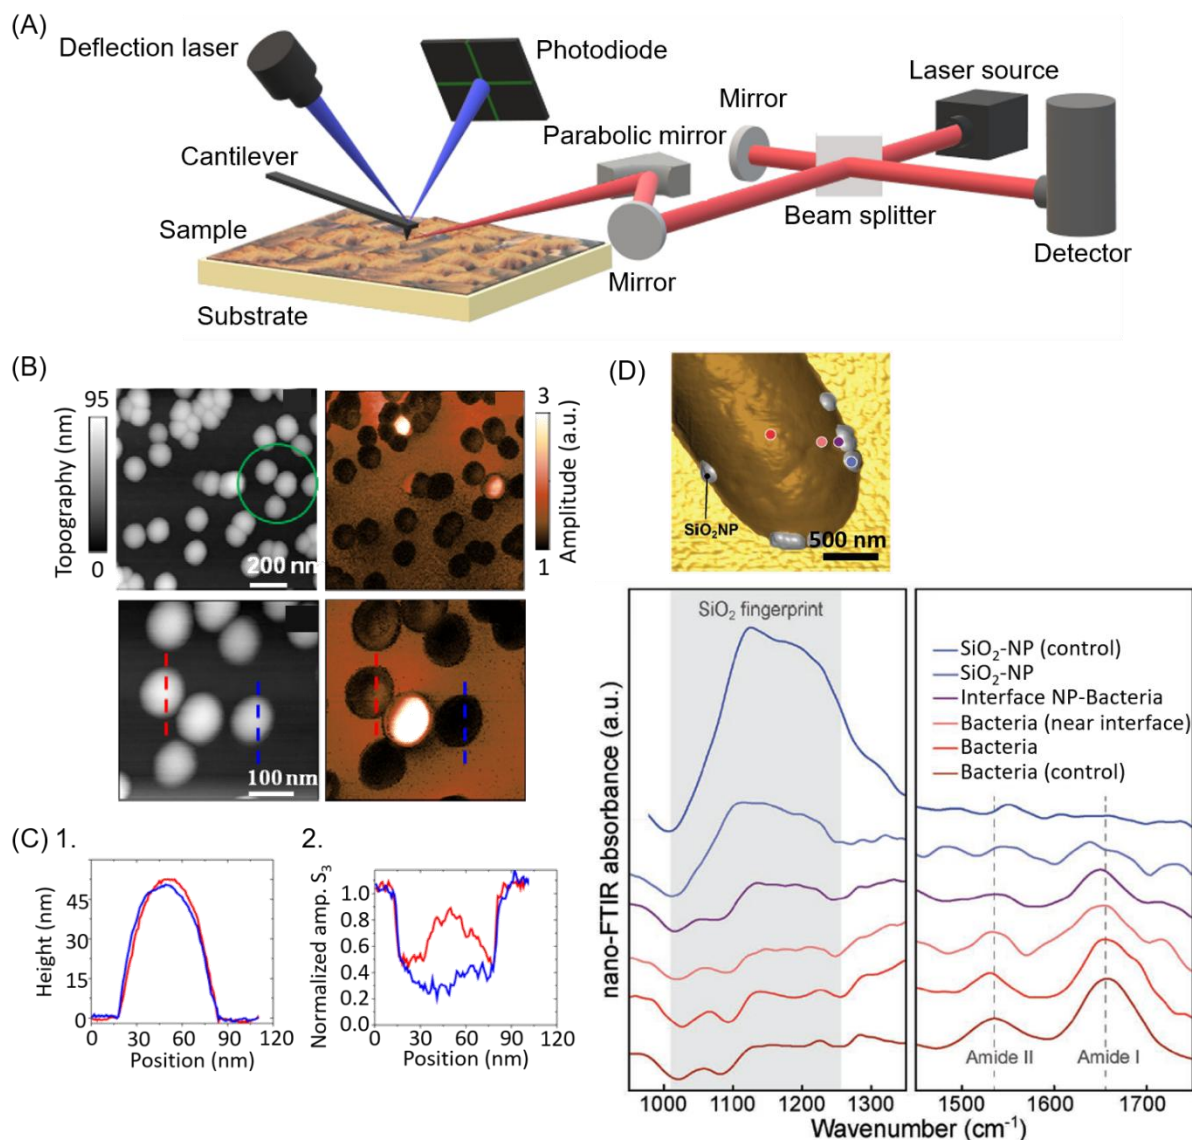 (A)
Deflection laser
Photodiode
Laser source
Mirror
Parabolic mirror
Cantilever
Sample
Beam splitter
Detector
Mirror
Substrate
(B)
95
Topography (nm)
0
200 nm
3
Amplitude (a.u.)
1
100 nm
(C) 1.
45
30
15
0
Height (nm)
0 30 60 90 120
Position (nm)
2.
1.0
0.8
0.6
0.4
0.2
0.0
Normalized amp. S3
0 30 60 90 120
Position (nm)
(D)
SiO2NP
500 nm
SiO2 fingerprint
SiO2-NP (control)
SiO2-NP
Interface NP-Bacteria
Bacteria (near interface)
Bacteria
Bacteria (control)
nano-FTIR absorbance (a.u.)
Amide II
Amide I
1000 1100 1200 1300
1500 1600 1700
Wavenumber (cm-1)